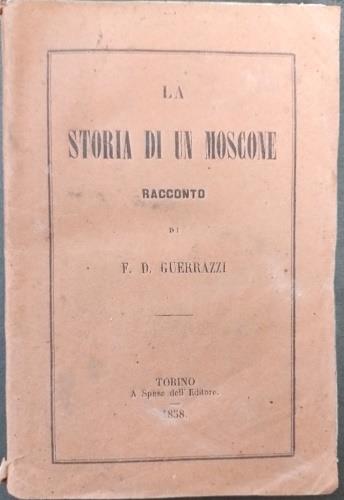 LA
STORIA DI UN MOSCONE
RACCONTO
DI
F. D. GUERRAZZI
TORINO
A Spese dell' Editore.
1858.